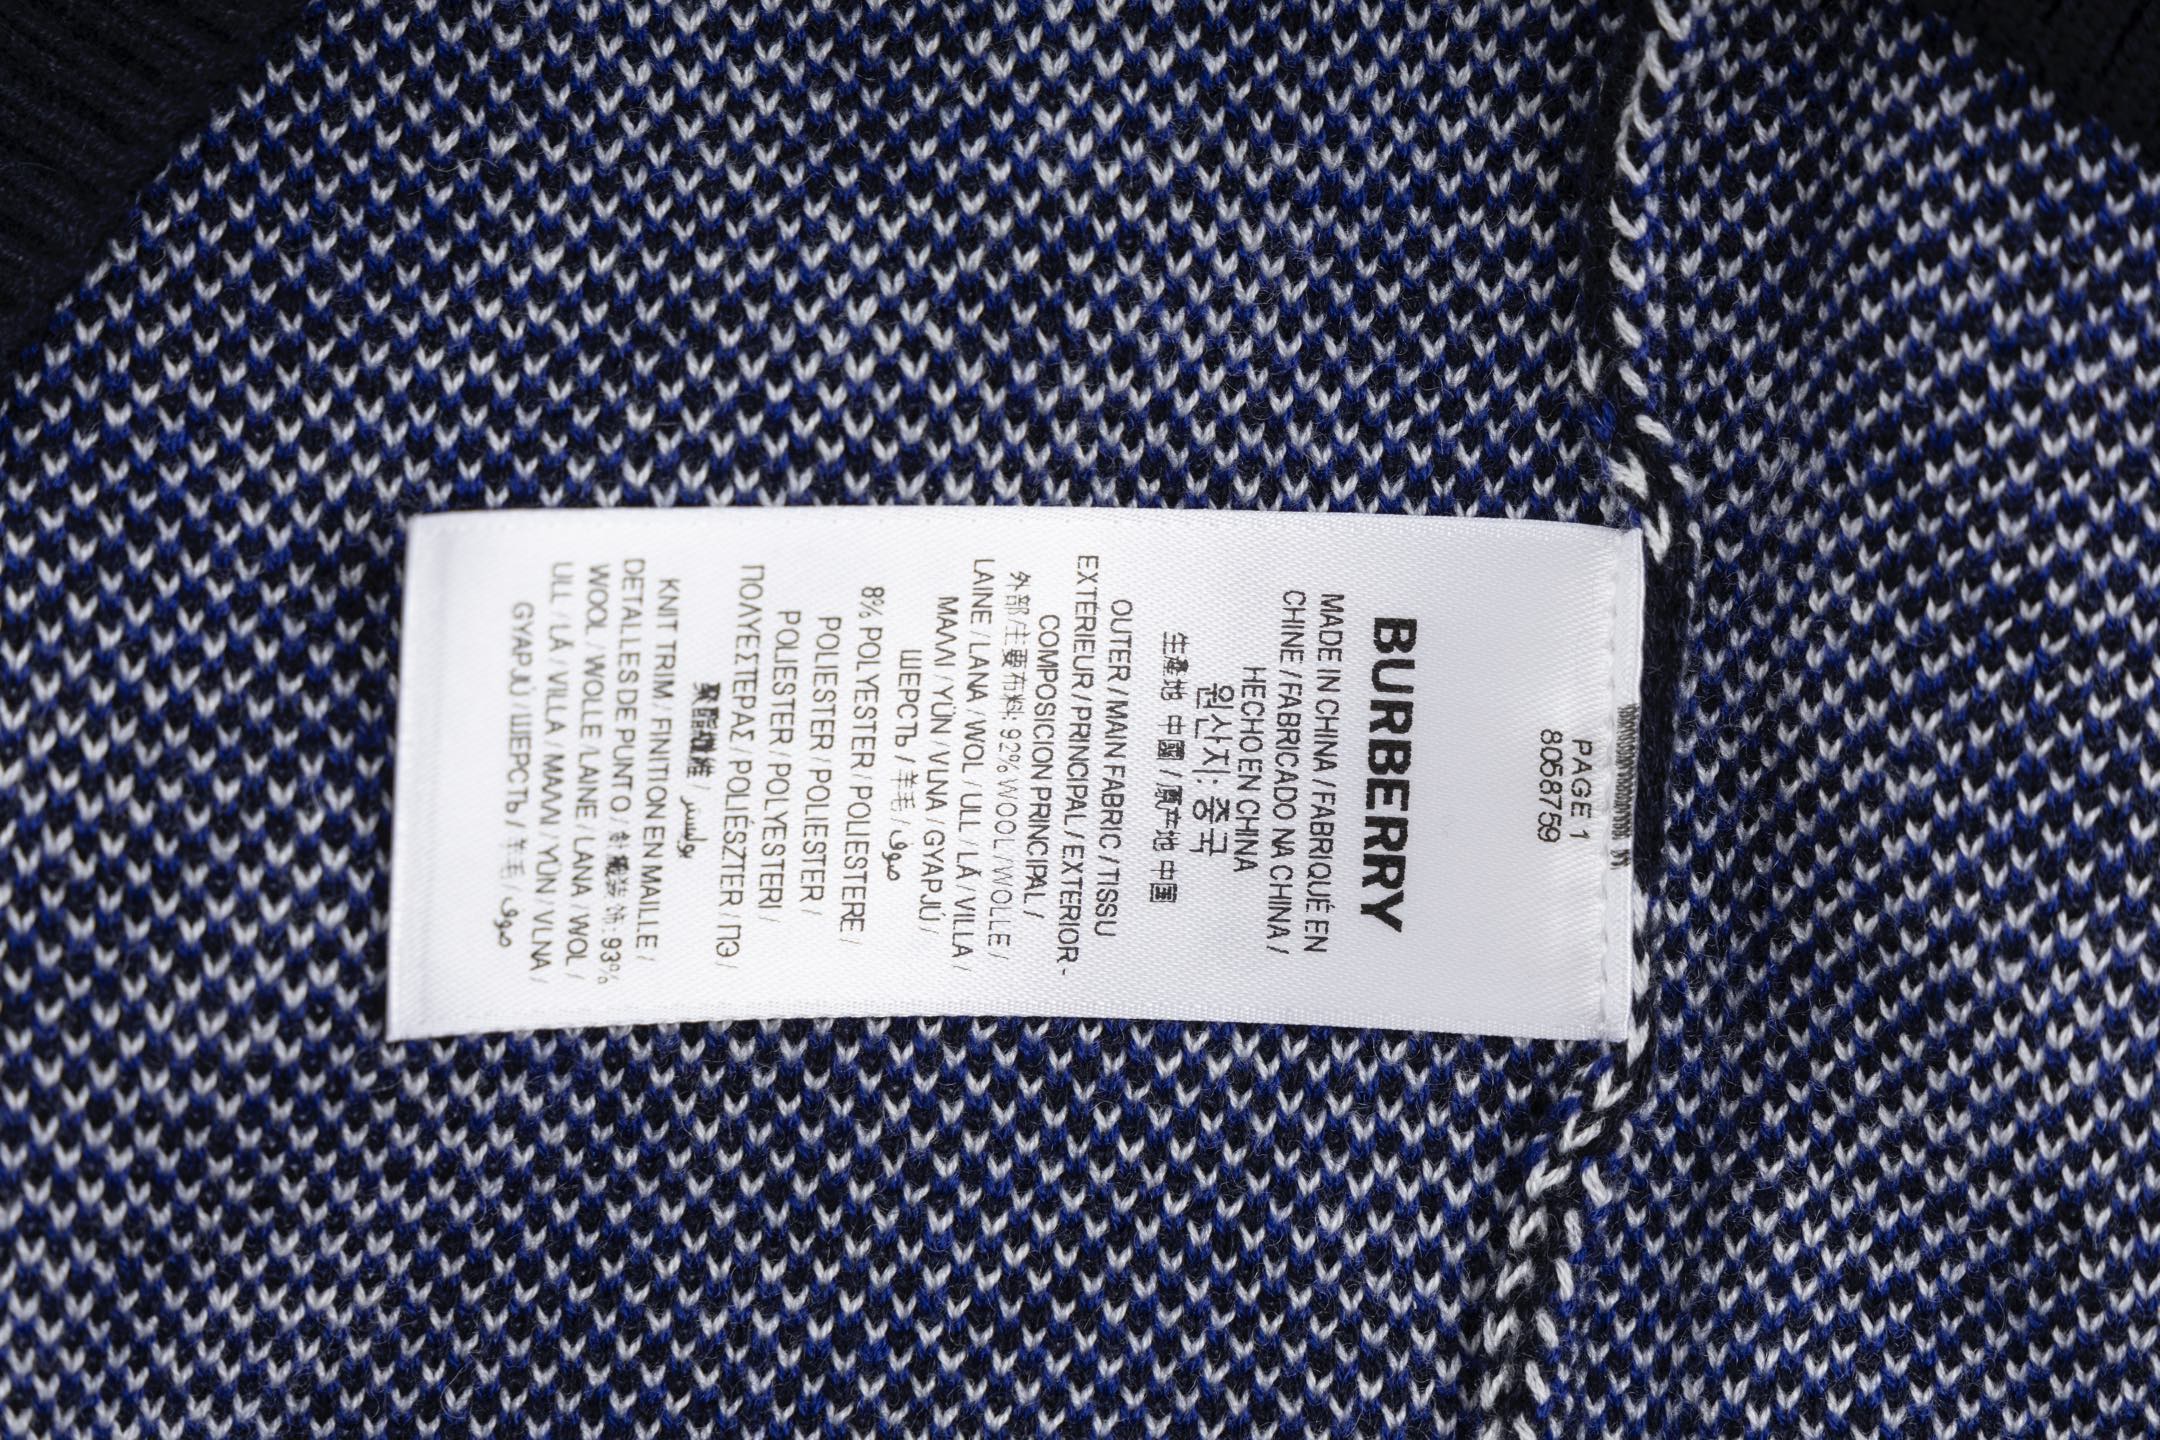 PAGE 1
8058759
BURBERRY
MADE IN CHINA / FABRIQUÉ EN
CHINE / FABRICADO NA CHINA /
HECHO EN CHINA
원산지: 중국
生產地 中國 / 原产地 中国
OUTER / MAIN FABRIC / TISSU
EXTÉRIEUR / PRINCIPAL / EXTERIOR-
COMPOSICION PRINCIPAL /
外部 /主要布料: 92% WOOL / WOLLE /
LAINE / LANA / WOL / ULL / LÃ / VILLA /
ΜΑΛΛΙ / YÜN / VLNA / GYAPJÚ /
ШЕРСТЬ / 羊毛 / صوف
8% POLYESTER / POLIESTERE /
POLIESTER / POLIESTER /
POLIESTER / POLYESTERI /
ΠΟΛΥΕΣΤΕΡΑΣ / POLIÉSZTER / ПЭ /
聚酯纖維 / بوليستر
KNIT TRIM / FINITION EN MAILLE /
DETALLES DE PUNTO / 針織 : 93%
WOOL / WOLLE / LAINE / LANA / WOL /
ULL / LÃ / VILLA / ΜΑΛΛΙ / YÜN / VLNA /
GYAPJÚ / ШЕРСТЬ / 羊毛 / صوف